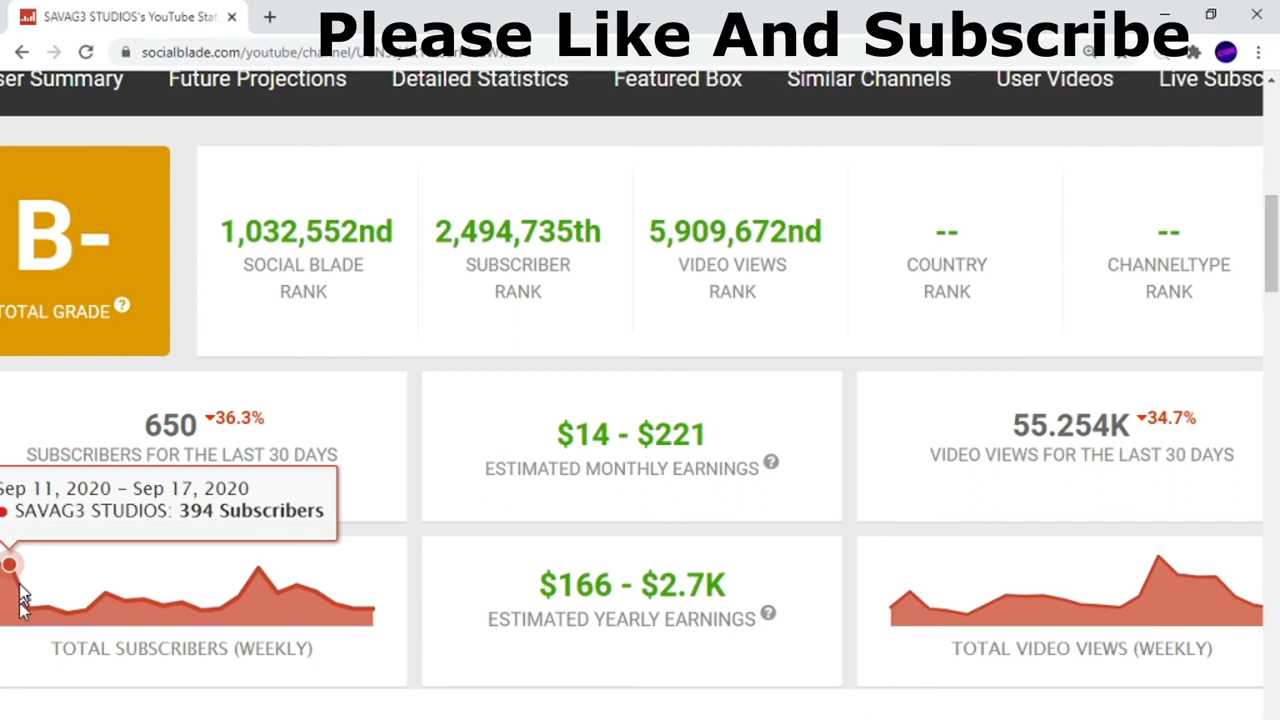 SAVAG3 STUDIOS's YouTube Stat
Please Like And Subscribe
socialblade.com/youtube/channel/
ser Summary Future Projections Detailed Statistics Featured Box Similar Channels User Videos Live Subsc
B-
TOTAL GRADE ?
1,032,552nd
SOCIAL BLADE
RANK
2,494,735th
SUBSCRIBER
RANK
5,909,672nd
VIDEO VIEWS
RANK
--
COUNTRY
RANK
--
CHANNELTYPE
RANK
650 36.3%
SUBSCRIBERS FOR THE LAST 30 DAYS
$14 - $221
ESTIMATED MONTHLY EARNINGS ?
55.254K 34.7%
VIDEO VIEWS FOR THE LAST 30 DAYS
Sep 11, 2020 – Sep 17, 2020
SAVAG3 STUDIOS: 394 Subscribers
TOTAL SUBSCRIBERS (WEEKLY)
$166 - $2.7K
ESTIMATED YEARLY EARNINGS ?
TOTAL VIDEO VIEWS (WEEKLY)